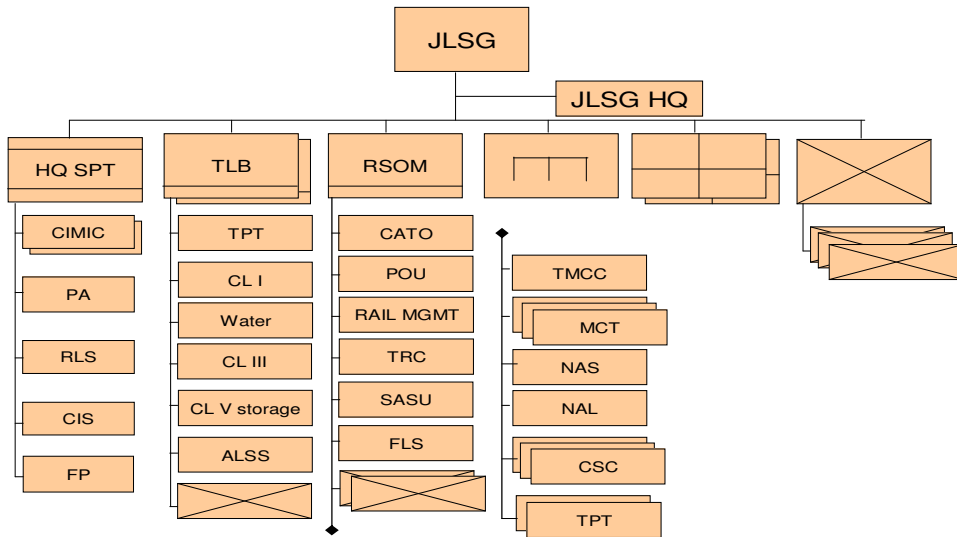 JLSG
JLSG HQ
HQ SPT
TLB
RSOM
CIMIC
PA
RLS
CIS
FP
TPT
CL I
Water
CL III
CL V storage
ALSS
CATO
POU
RAIL MGMT
TRC
SASU
FLS
TMCC
MCT
NAS
NAL
CSC
TPT